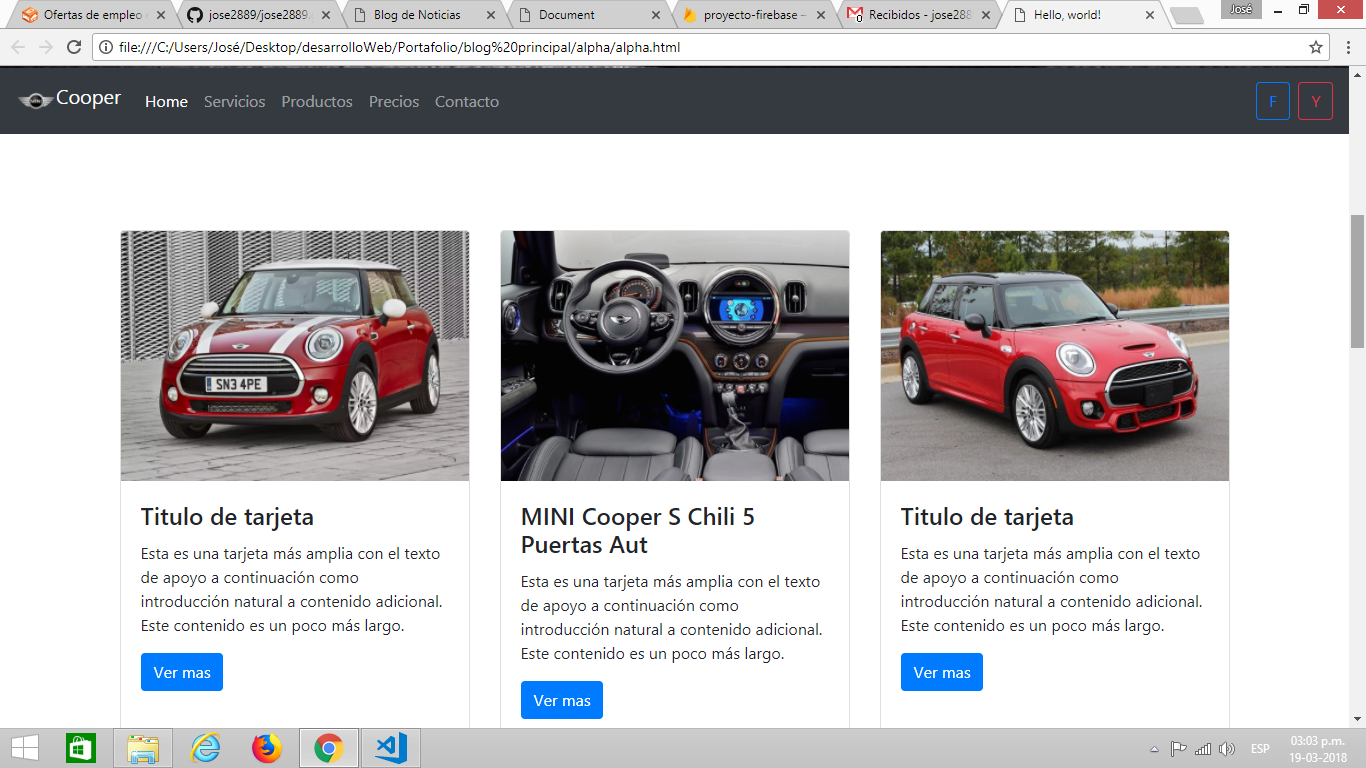 Ofertas de empleo
jose2889/jose2889.
Blog de Noticias
Document
proyecto-firebase –
Recibidos - jose288
Hello, world!
José
file:///C:/Users/José/Desktop/desarrolloWeb/Portafolio/blog%20principal/alpha/alpha.html
MINI
Cooper
Home
Servicios
Productos
Precios
Contacto
F
Y
SN3 4PE
Titulo de tarjeta
Esta es una tarjeta más amplia con el texto
de apoyo a continuación como
introducción natural a contenido adicional.
Este contenido es un poco más largo.
Ver mas
MINI Cooper S Chili 5
Puertas Aut
Esta es una tarjeta más amplia con el texto
de apoyo a continuación como
introducción natural a contenido adicional.
Este contenido es un poco más largo.
Ver mas
Titulo de tarjeta
Esta es una tarjeta más amplia con el texto
de apoyo a continuación como
introducción natural a contenido adicional.
Este contenido es un poco más largo.
Ver mas
ESP
03:03 p.m.
19-03-2018